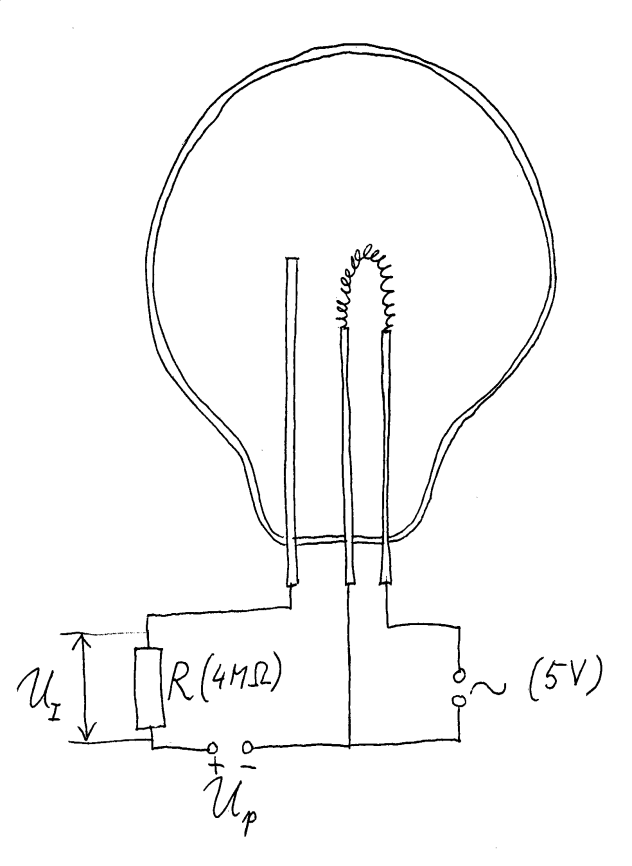 U_I
R(4MΩ)
~ (5V)
+ -
U_p